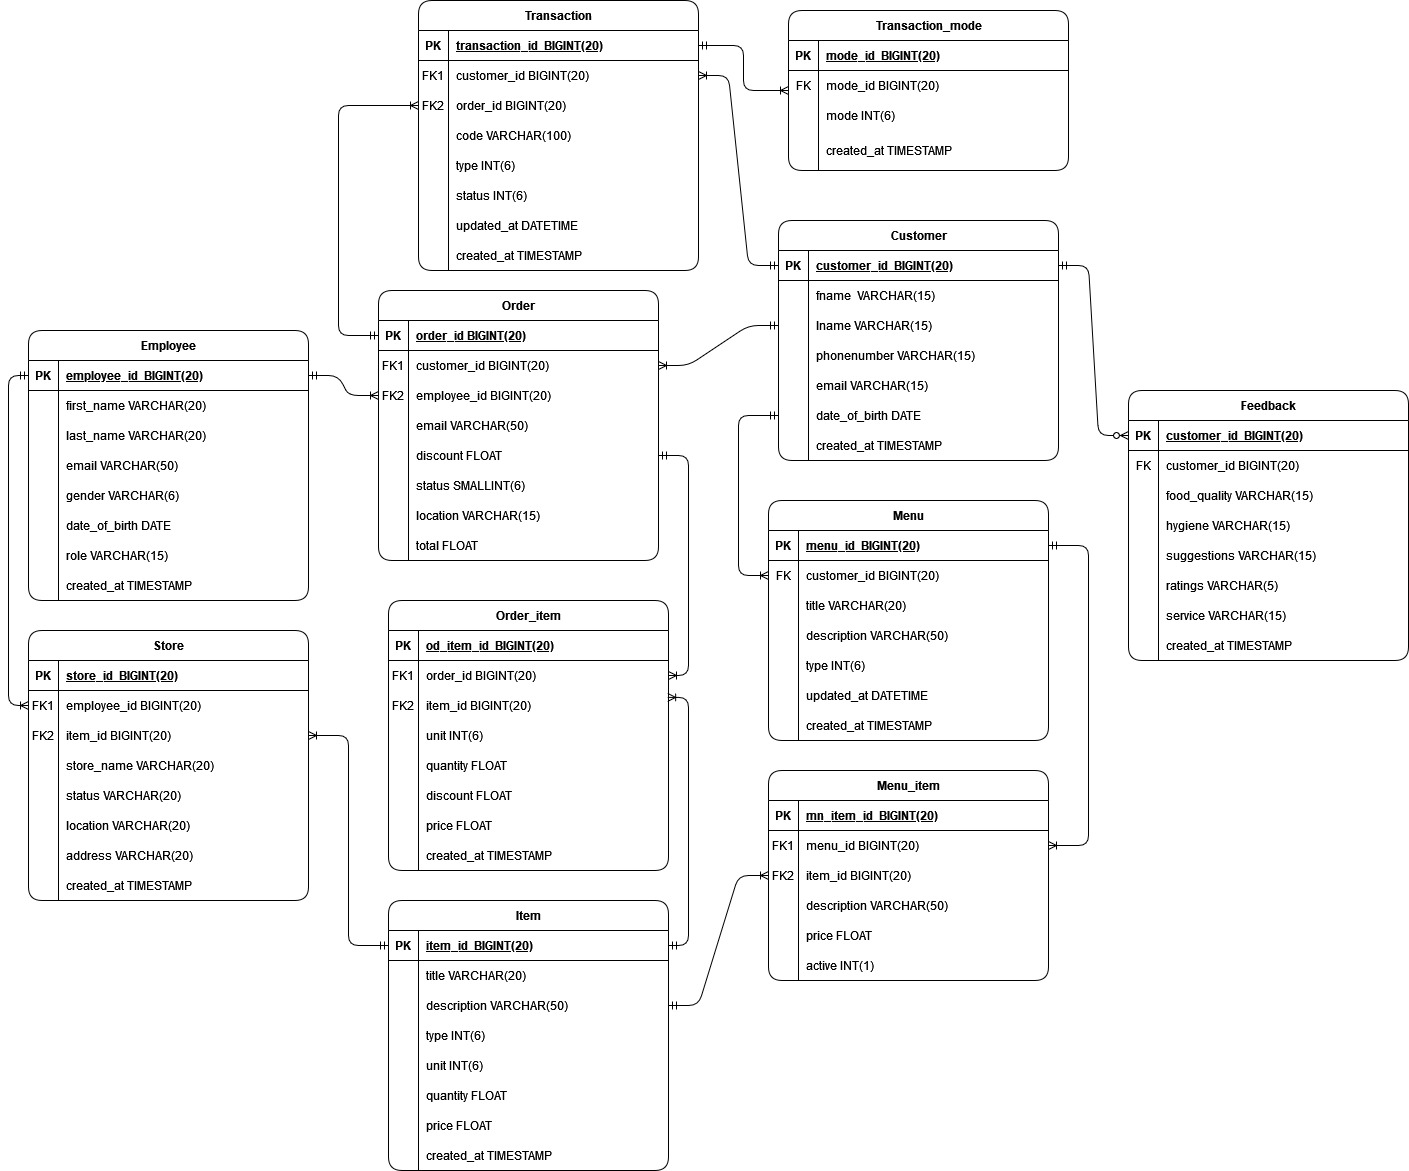 Transaction
PK transaction_id BIGINT(20)
FK1 customer_id BIGINT(20)
FK2 order_id BIGINT(20)
code VARCHAR(100)
type INT(6)
status INT(6)
updated_at DATETIME
created_at TIMESTAMP
Transaction_mode
PK mode_id BIGINT(20)
FK mode_id BIGINT(20)
mode INT(6)
created_at TIMESTAMP
Customer
PK customer_id BIGINT(20)
fname VARCHAR(15)
lname VARCHAR(15)
phonenumber VARCHAR(15)
email VARCHAR(15)
date_of_birth DATE
created_at TIMESTAMP
Order
PK order_id BIGINT(20)
FK1 customer_id BIGINT(20)
FK2 employee_id BIGINT(20)
email VARCHAR(50)
discount FLOAT
status SMALLINT(6)
location VARCHAR(15)
total FLOAT
Employee
PK employee_id BIGINT(20)
first_name VARCHAR(20)
last_name VARCHAR(20)
email VARCHAR(50)
gender VARCHAR(6)
date_of_birth DATE
role VARCHAR(15)
created_at TIMESTAMP
Feedback
PK customer_id BIGINT(20)
FK customer_id BIGINT(20)
food_quality VARCHAR(15)
hygiene VARCHAR(15)
suggestions VARCHAR(15)
ratings VARCHAR(5)
service VARCHAR(15)
created_at TIMESTAMP
Menu
PK menu_id BIGINT(20)
FK customer_id BIGINT(20)
title VARCHAR(20)
description VARCHAR(50)
type INT(6)
updated_at DATETIME
created_at TIMESTAMP
Order_item
PK od_item_id BIGINT(20)
FK1 order_id BIGINT(20)
FK2 item_id BIGINT(20)
unit INT(6)
quantity FLOAT
discount FLOAT
price FLOAT
created_at TIMESTAMP
Store
PK store_id BIGINT(20)
FK1 employee_id BIGINT(20)
FK2 item_id BIGINT(20)
store_name VARCHAR(20)
status VARCHAR(20)
location VARCHAR(20)
address VARCHAR(20)
created_at TIMESTAMP
Menu_item
PK mn_item_id BIGINT(20)
FK1 menu_id BIGINT(20)
FK2 item_id BIGINT(20)
description VARCHAR(50)
price FLOAT
active INT(1)
Item
PK item_id BIGINT(20)
title VARCHAR(20)
description VARCHAR(50)
type INT(6)
unit INT(6)
quantity FLOAT
price FLOAT
created_at TIMESTAMP